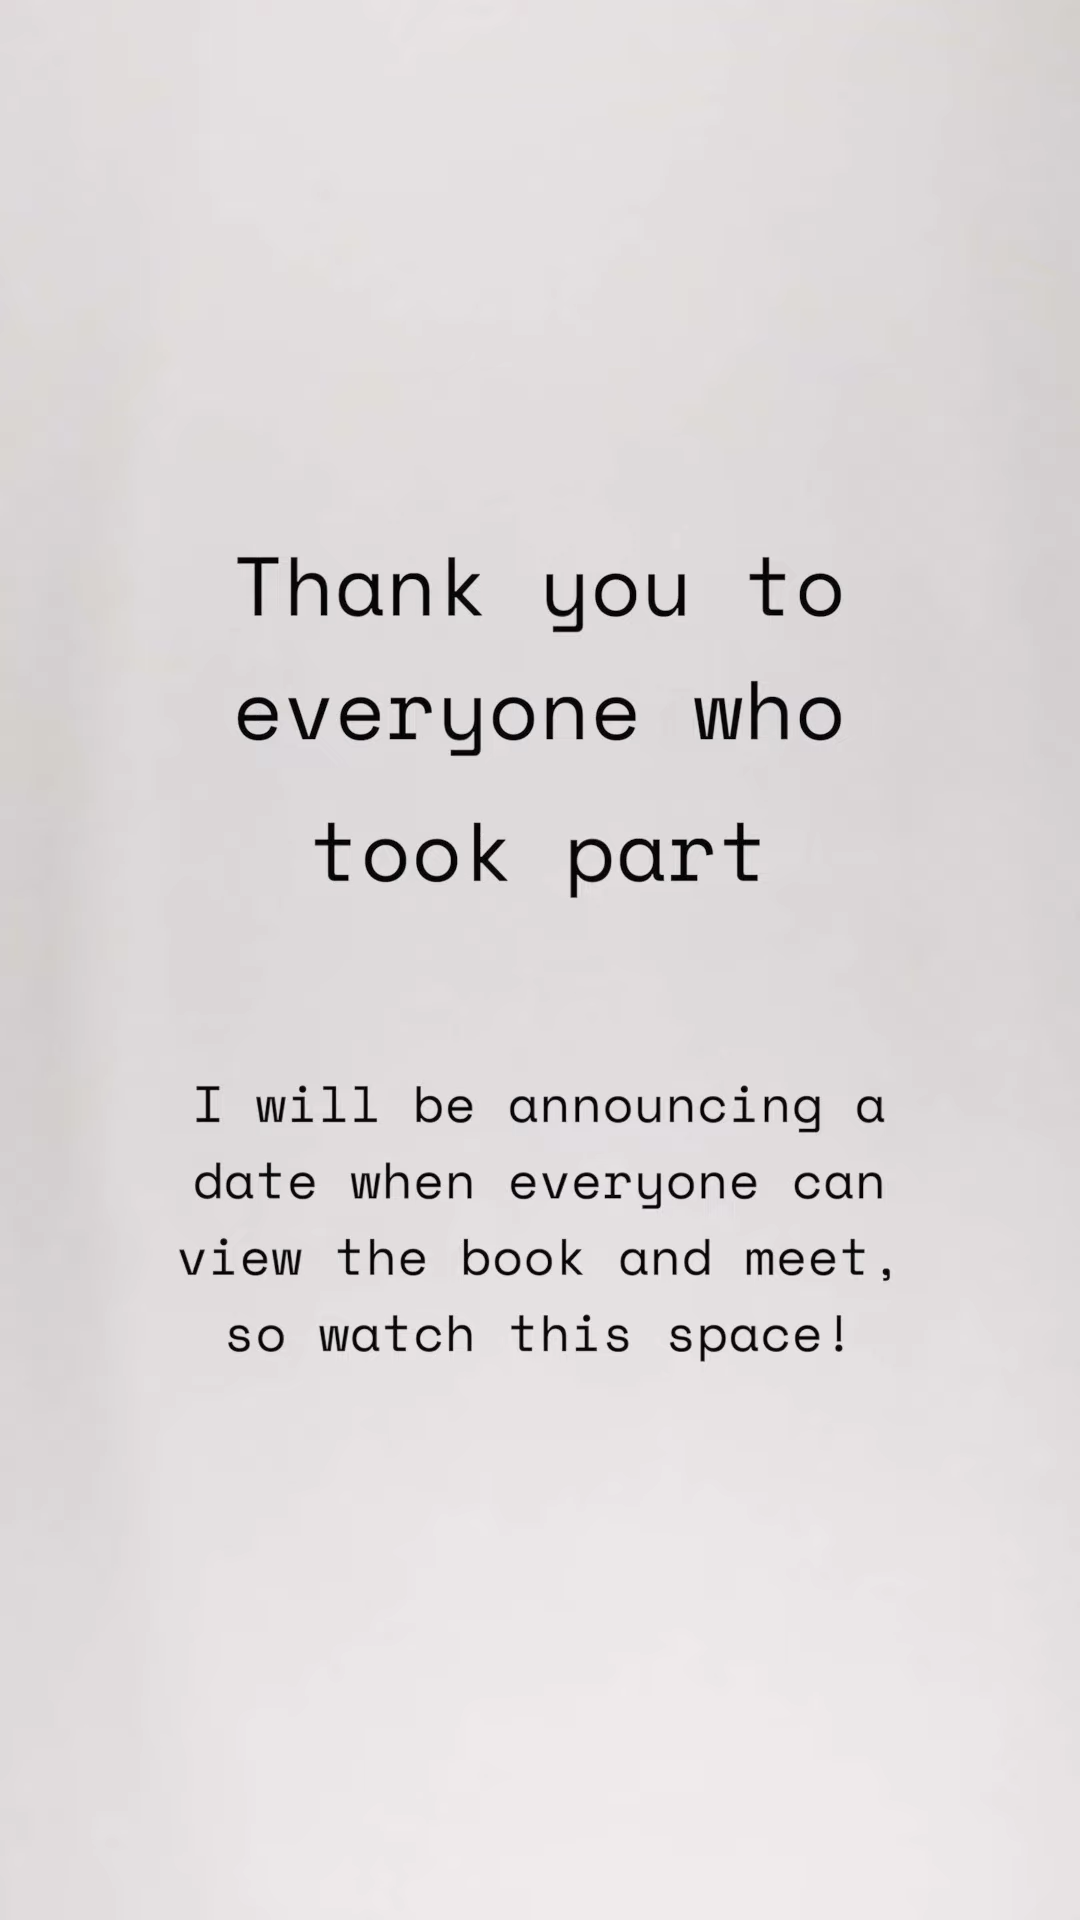 Thank you to
everyone who
took part
I will be announcing a
date when everyone can
view the book and meet,
so watch this space!